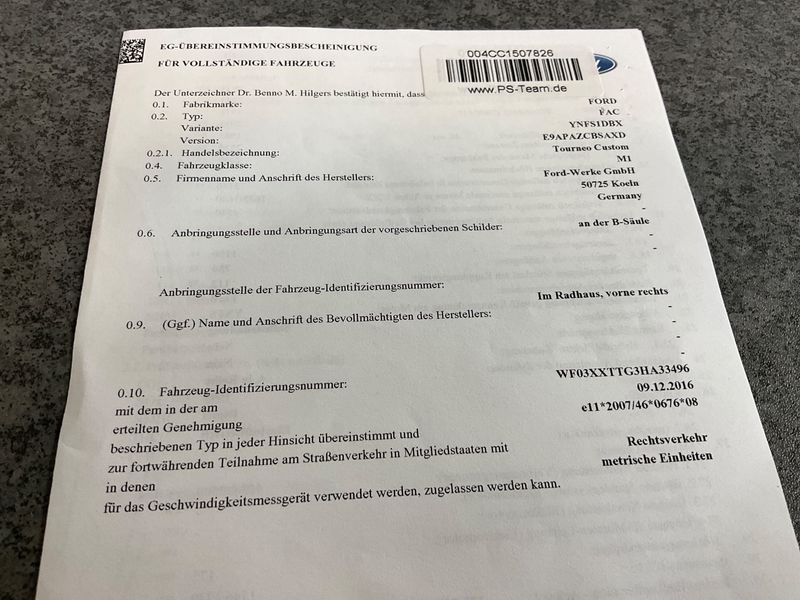 EG-ÜBEREINSTIMMUNGSBESCHEINIGUNG
FÜR VOLLSTÄNDIGE FAHRZEUGE
004CC1507826
www.PS-Team.de
Der Unterzeichner Dr. Benno M. Hilgers bestätigt hiermit, dass
0.1. Fabrikmarke: FORD
0.2. Typ: FAC
Variante: YNFS1DBX
Version: E9APAZCBSAXD
0.2.1. Handelsbezeichnung: Tourneo Custom
0.4. Fahrzeugklasse: M1
0.5. Firmenname und Anschrift des Herstellers: Ford-Werke GmbH
50725 Koeln
Germany
-
0.6. Anbringungsstelle und Anbringungsart der vorgeschriebenen Schilder: an der B-Säule
-
-
Anbringungsstelle der Fahrzeug-Identifizierungsnummer: Im Radhaus, vorne rechts
0.9. (Ggf.) Name und Anschrift des Bevollmächtigten des Herstellers: -
-
-
-
0.10. Fahrzeug-Identifizierungsnummer: WF03XXTTG3HA33496
mit dem in der am 09.12.2016
erteilten Genehmigung e11*2007/46*0676*08
beschriebenen Typ in jeder Hinsicht übereinstimmt und
zur fortwährenden Teilnahme am Straßenverkehr in Mitgliedstaaten mit Rechtsverkehr
in denen metrische Einheiten
für das Geschwindigkeitsmessgerät verwendet werden, zugelassen werden kann.